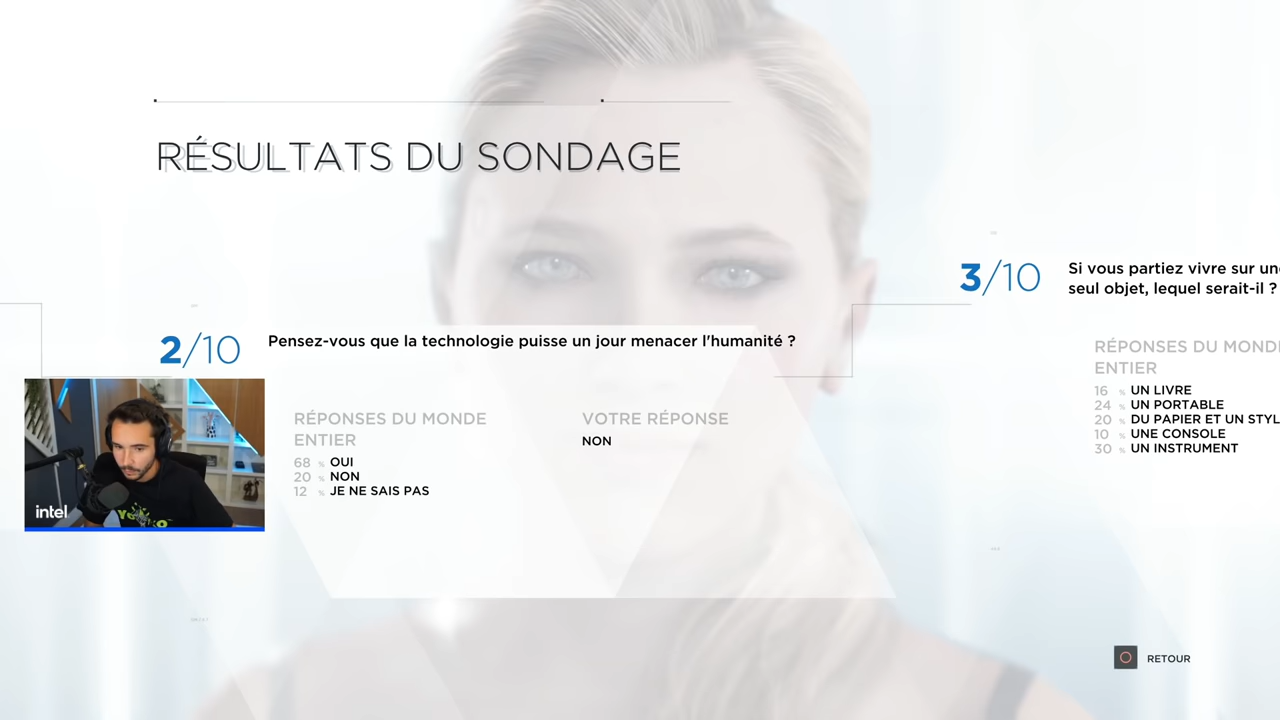 RÉSULTATS DU SONDAGE
2/10
Pensez-vous que la technologie puisse un jour menacer l'humanité ?
RÉPONSES DU MONDE
ENTIER
68 % OUI
20 % NON
12 % JE NE SAIS PAS
VOTRE RÉPONSE
NON
3/10
Si vous partiez vivre sur un
seul objet, lequel serait-il ?
RÉPONSES DU MOND
ENTIER
16 % UN LIVRE
24 % UN PORTABLE
20 % DU PAPIER ET UN STYL
10 % UNE CONSOLE
30 % UN INSTRUMENT
intel
RETOUR